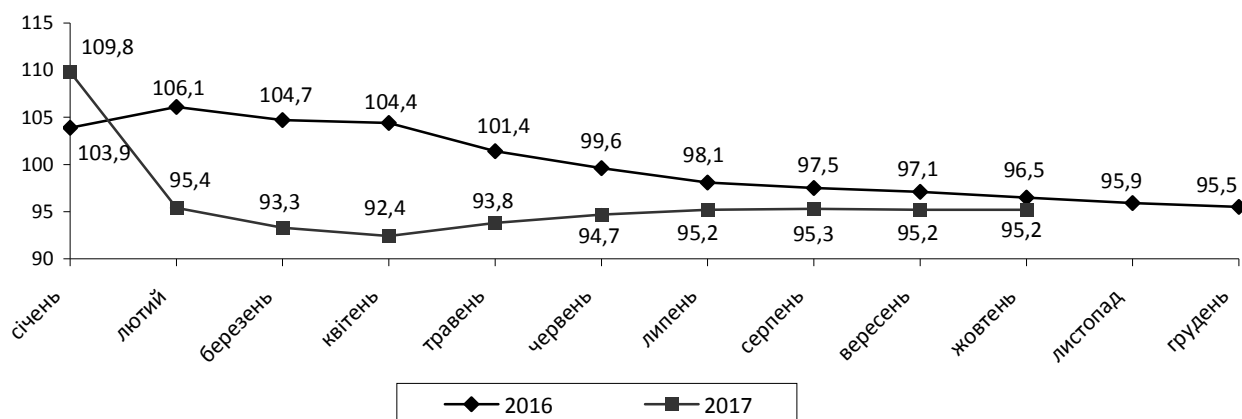 115
110
105
100
95
90
109,8
106,1
104,7
104,4
101,4
99,6
98,1
97,5
97,1
96,5
95,9
95,5
103,9
95,4
93,3
92,4
93,8
94,7
95,2
95,3
95,2
95,2
січень
лютий
березень
квітень
травень
червень
липень
серпень
вересень
жовтень
листопад
грудень
2016
2017